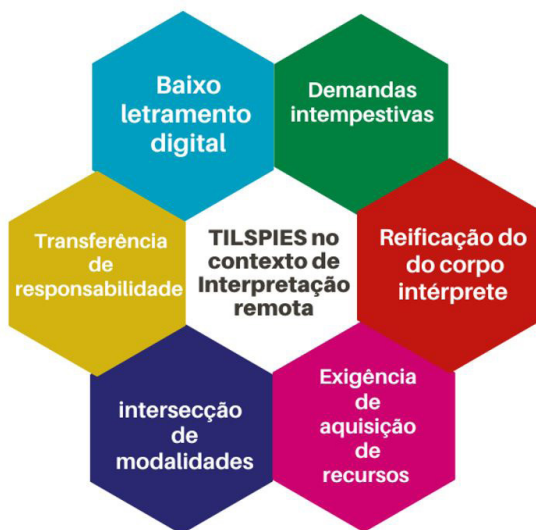 Baixo
letramento
digital
Demandas
intempestivas
Transferência
de
responsabilidade
TILSPIES no
contexto de
Interpretação
remota
Reificação do
do corpo
intérprete
intersecção
de
modalidades
Exigência
de
aquisição
de
recursos